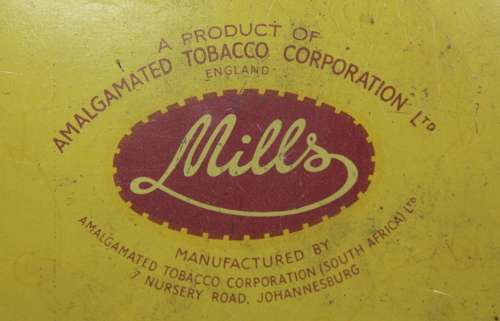 A PRODUCT OF
AMALGAMATED TOBACCO CORPORATION LTD
ENGLAND
Mills
MANUFACTURED BY
AMALGAMATED TOBACCO CORPORATION (SOUTH AFRICA) LTD
7 NURSERY ROAD, JOHANNESBURG